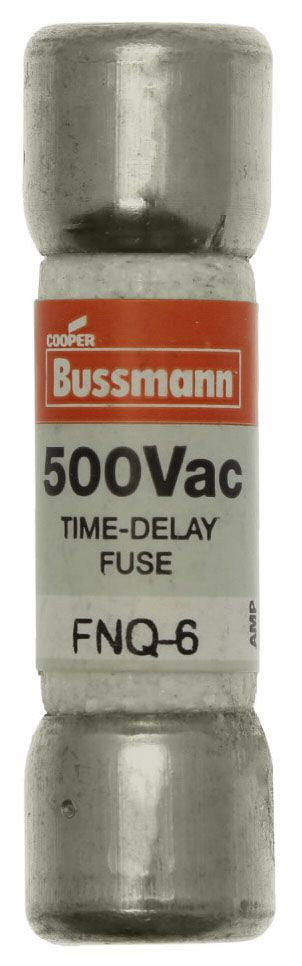 COOPER
Bussmann
500Vac
TIME-DELAY
FUSE
FNQ-6
AMP